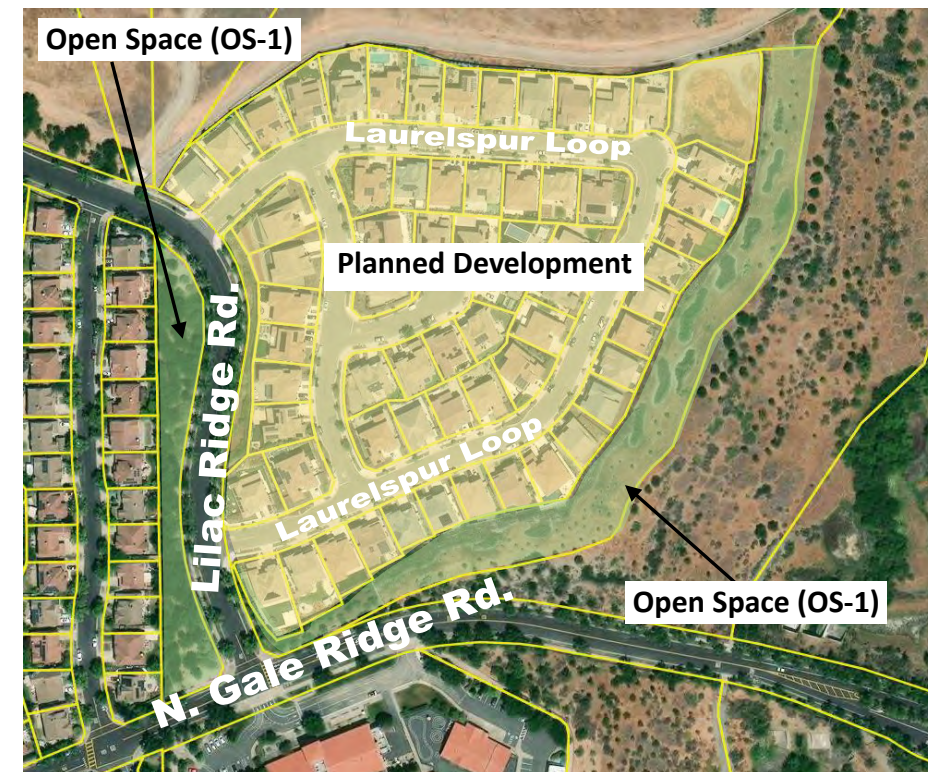 Open Space (OS-1)
Laurelspur Loop
Planned Development
Lilac Ridge Rd.
Laurelspur Loop
Open Space (OS-1)
N. Gale Ridge Rd.